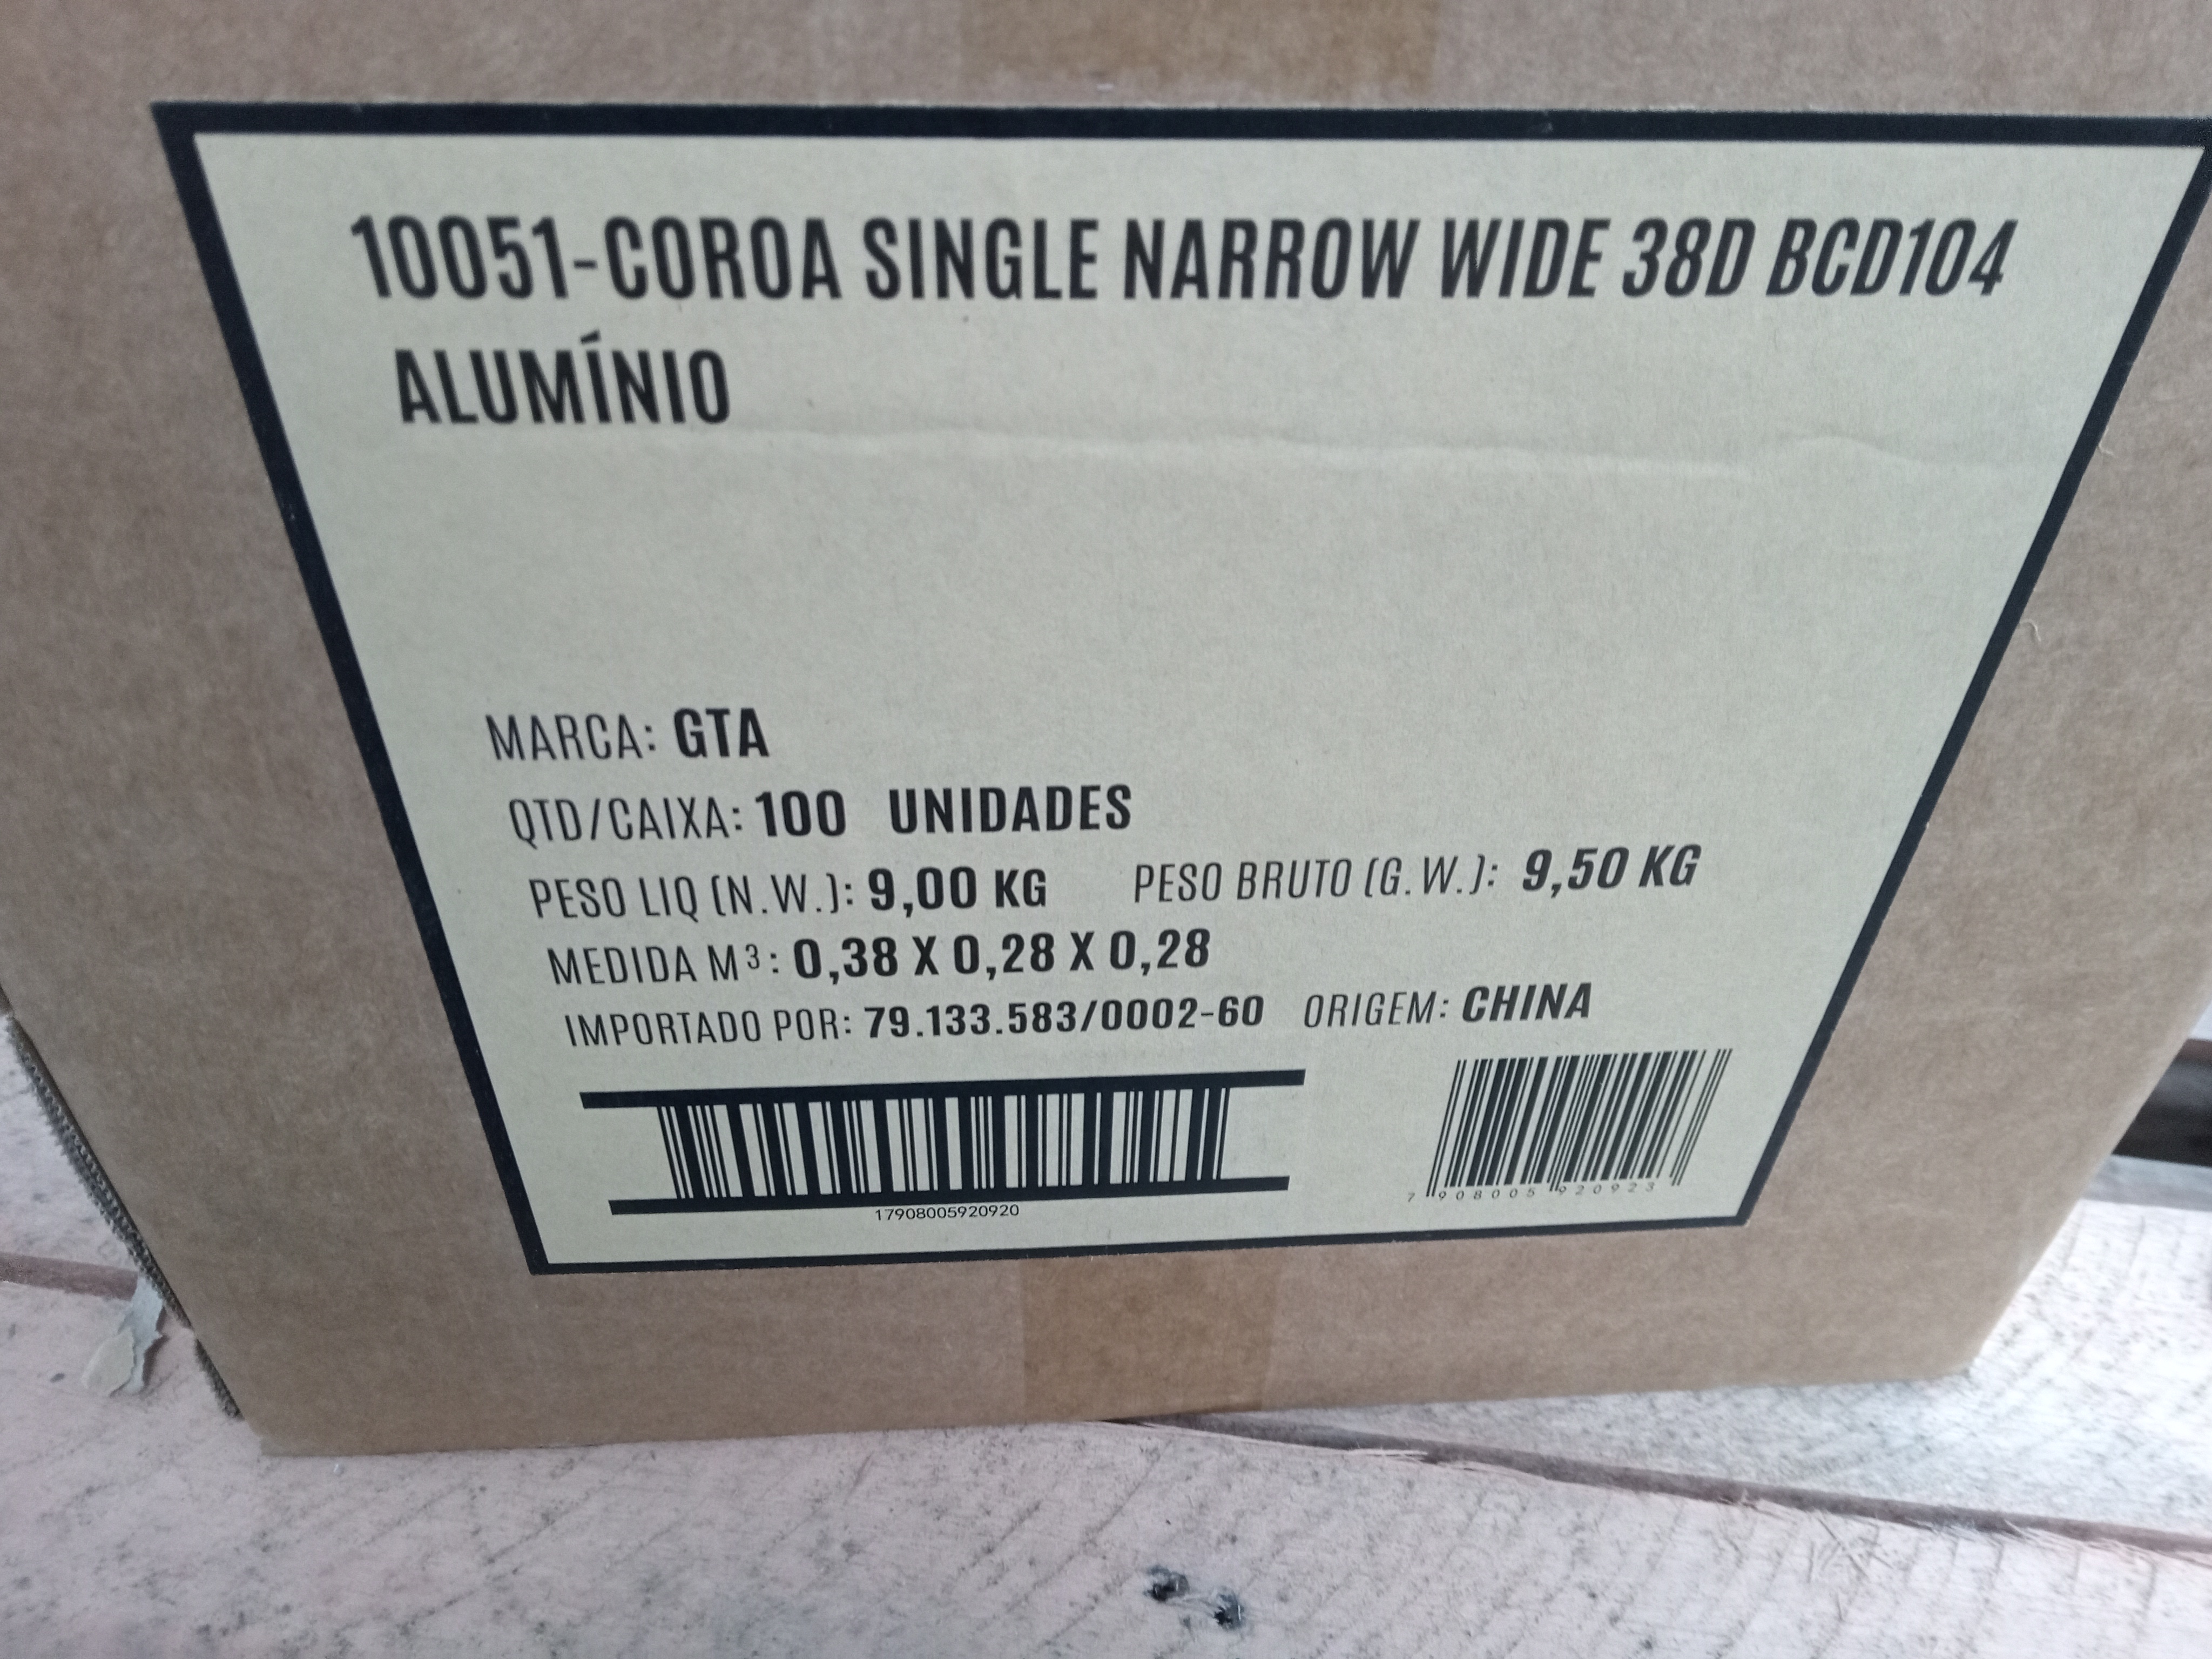 10051-COROA SINGLE NARROW WIDE 38D BCD104
ALUMÍNIO
MARCA: GTA
QTD/CAIXA: 100 UNIDADES
PESO LIQ (N.W.): 9,00 KG PESO BRUTO (G.W.): 9,50 KG
MEDIDA M³: 0,38 X 0,28 X 0,28
IMPORTADO POR: 79.133.583/0002-60 ORIGEM: CHINA
17908005920920
7 908005 920923